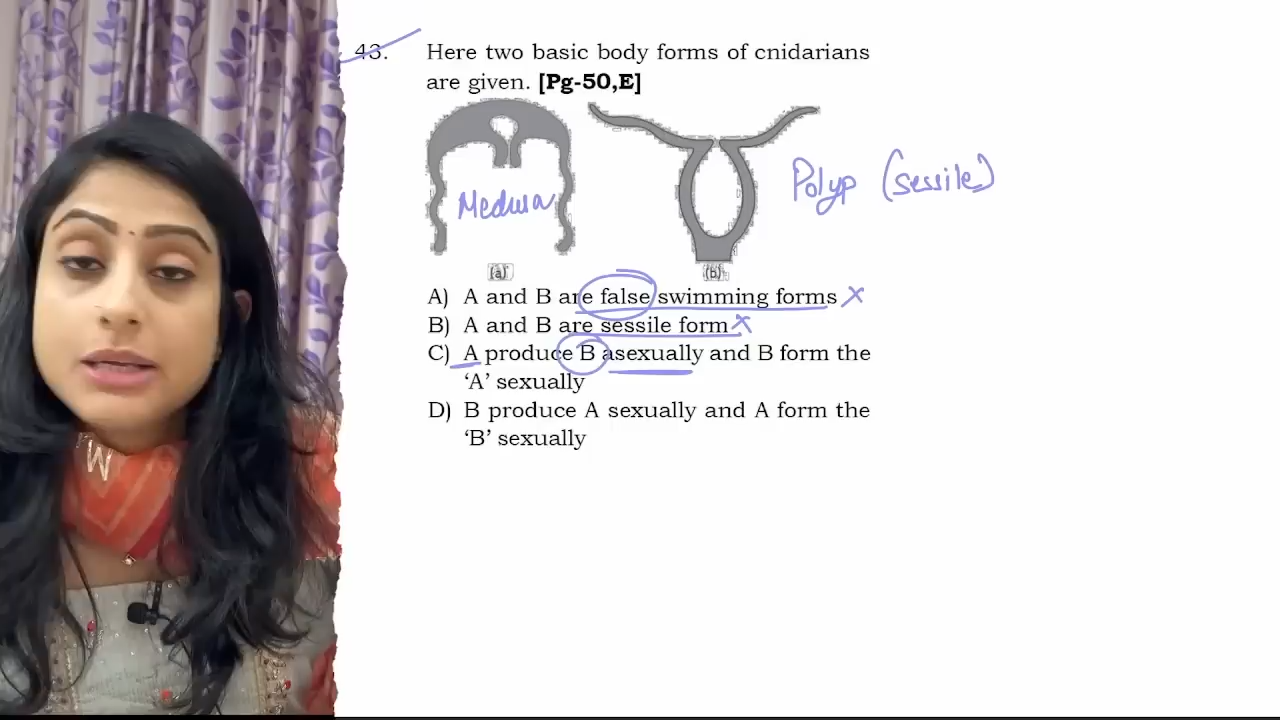 43. Here two basic body forms of cnidarians
are given. [Pg-50,E]
Medusa
Polyp (sessile)
(a)
(b)
A) A and B are false swimming forms
B) A and B are sessile form
C) A produce B asexually and B form the
‘A’ sexually
D) B produce A sexually and A form the
‘B’ sexually
M